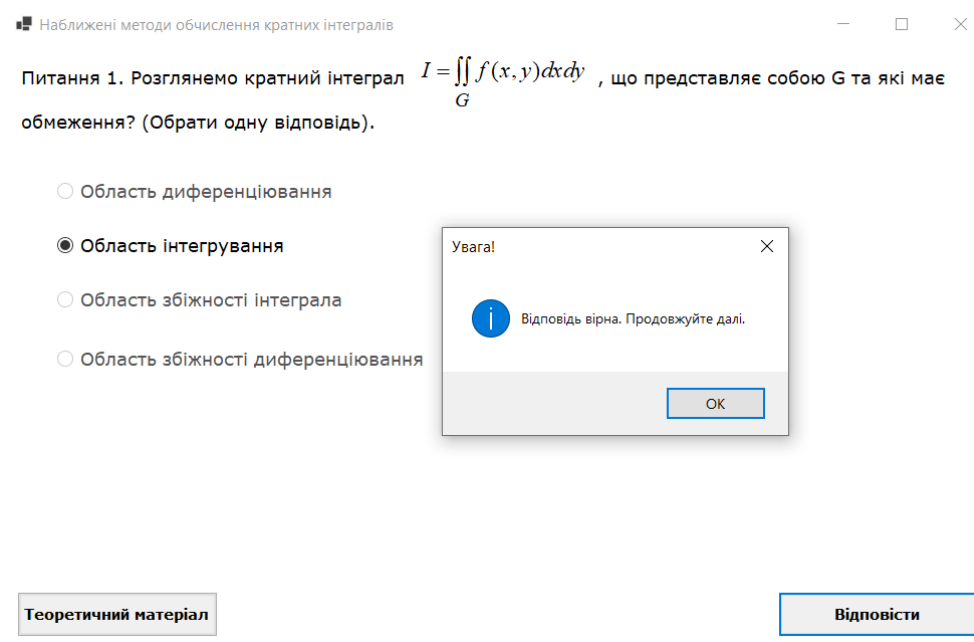 Наближені методи обчислення кратних інтегралів
Питання 1. Розглянемо кратний інтеграл I = ∬ f(x, y)dxdy , що представляє собою G та які має
G
обмеження? (Обрати одну відповідь).
Область диференціювання
Область інтегрування
Увага!
Область збіжності інтеграла
Відповідь вірна. Продовжуйте далі.
Область збіжності диференціювання
OK
Теоретичний матеріал
Відповісти